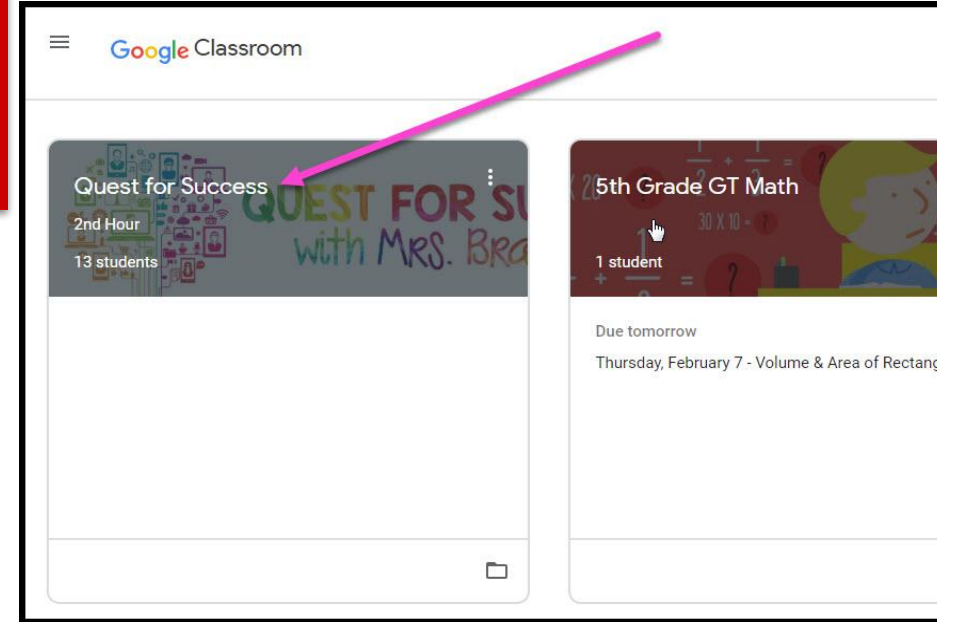 Google Classroom
Quest for Success
2nd Hour
13 students
QUEST FOR SU
with MRS. BRA
5th Grade GT Math
30 X 10 = ?
1 student
Due tomorrow
Thursday, February 7 - Volume & Area of Rectang